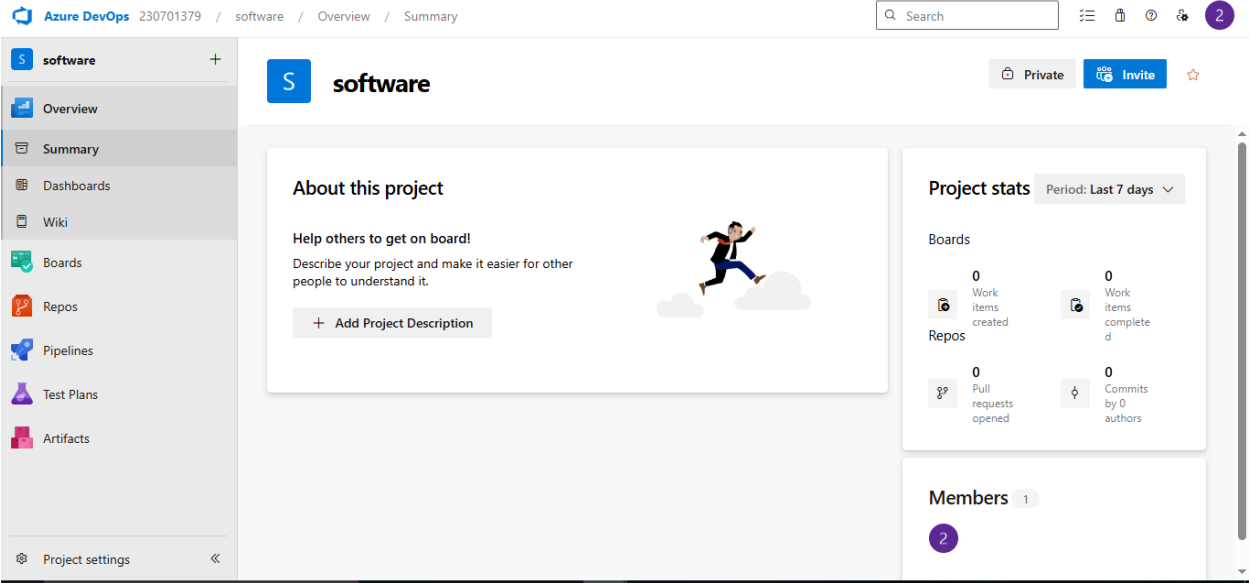 Azure DevOps 230701379 / software / Overview / Summary
Search
2
S software +
Overview
Summary
Dashboards
Wiki
Boards
Repos
Pipelines
Test Plans
Artifacts
Project settings
S software
Private
Invite
About this project
Help others to get on board!
Describe your project and make it easier for other
people to understand it.
+ Add Project Description
Project stats
Period: Last 7 days
Boards
0
Work
items
created
0
Work
items
complete
d
Repos
0
Pull
requests
opened
0
Commits
by 0
authors
Members 1
2